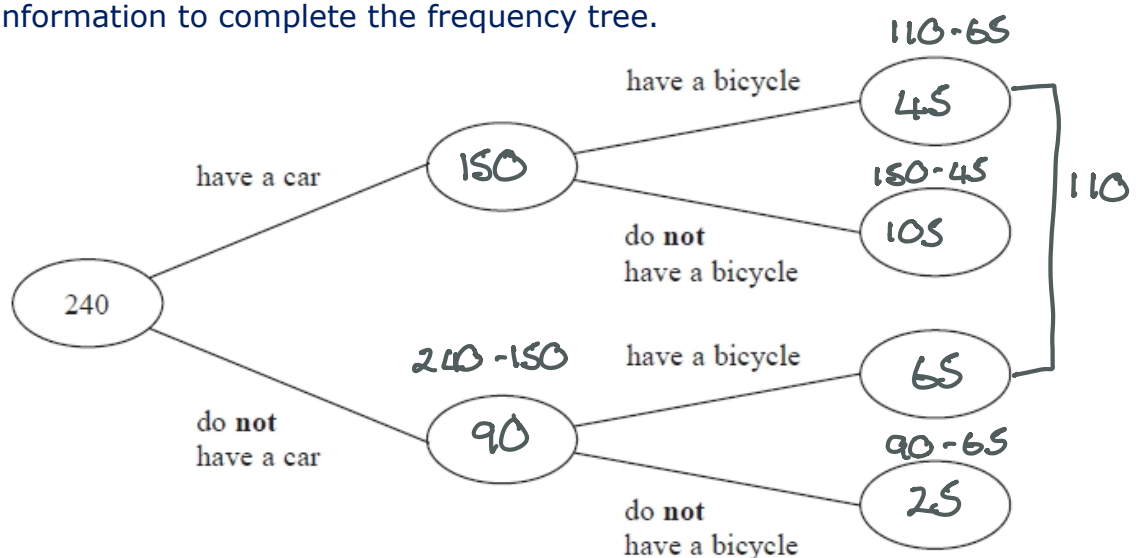 nformation to complete the frequency tree.
110-65
have a bicycle
45
have a car
150
150-45
110
do not
have a bicycle
105
240
240-150
have a bicycle
65
do not
have a car
90
90-65
do not
have a bicycle
25